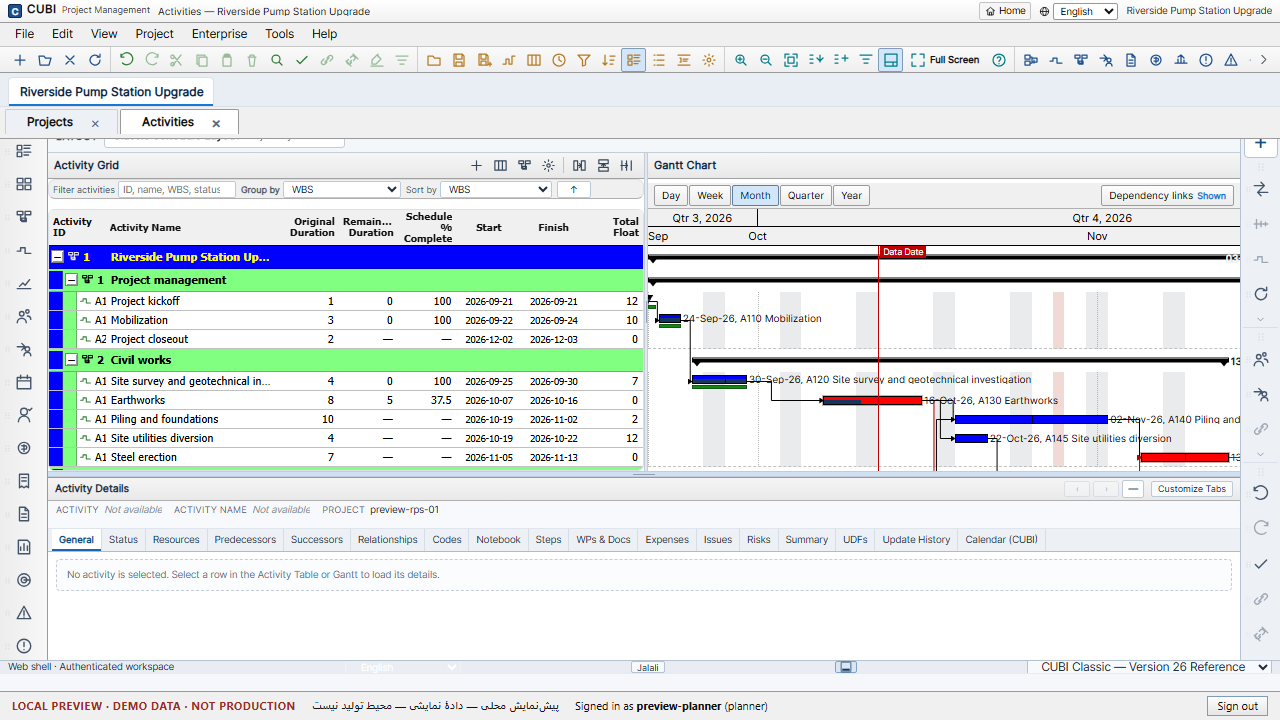 CUBI Project Management Activities — Riverside Pump Station Upgrade Home English Riverside Pump Station Upgrade
File Edit View Project Enterprise Tools Help
Full Screen
Riverside Pump Station Upgrade
Projects Activities
Activity Grid
Filter activities ID, name, WBS, status Group by WBS Sort by WBS
Activity ID Activity Name Original Duration Remain... Duration Schedule % Complete Start Finish Total Float
1 Riverside Pump Station Up...
1 Project management
A1 Project kickoff 1 0 100 2026-09-21 2026-09-21 12
A1 Mobilization 3 0 100 2026-09-22 2026-09-24 10
A2 Project closeout 2 — — 2026-12-02 2026-12-03 0
2 Civil works
A1 Site survey and geotechnical in... 4 0 100 2026-09-25 2026-09-30 7
A1 Earthworks 8 5 37.5 2026-10-07 2026-10-16 0
A1 Piling and foundations 10 — — 2026-10-19 2026-11-02 2
A1 Site utilities diversion 4 — — 2026-10-19 2026-10-22 12
A1 Steel erection 7 — — 2026-11-05 2026-11-13 0
Gantt Chart
Day Week Month Quarter Year Dependency links Shown
Qtr 3, 2026 Qtr 4, 2026
Sep Oct Nov
Data Date
24-Sep-26, A110 Mobilization
13
30-Sep-26, A120 Site survey and geotechnical investigation
16-Oct-26, A130 Earthworks
02-Nov-26, A140 Piling and
22-Oct-26, A145 Site utilities diversion
13
Activity Details Customize Tabs
ACTIVITY Not available ACTIVITY NAME Not available PROJECT preview-rps-01
General Status Resources Predecessors Successors Relationships Codes Notebook Steps WPs & Docs Expenses Issues Risks Summary UDFs Update History Calendar (CUBI)
No activity is selected. Select a row in the Activity Table or Gantt to load its details.
Web shell · Authenticated workspace English Jalali CUBI Classic — Version 26 Reference
LOCAL PREVIEW · DEMO DATA · NOT PRODUCTION پیش‌نمایش محلی — دادهٔ نمایشی — محیط تولید نیست Signed in as preview-planner (planner) Sign out